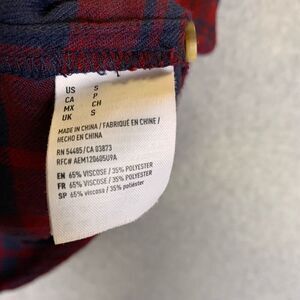 US S
CA P
MX CH
UK S
MADE IN CHINA / FABRIQUÉ EN CHINE /
HECHO EN CHINA
RN 54485/CA 03873
RFC# AEM120605U9A
EN 65% VISCOSE / 35% POLYESTER
FR 65% VISCOSE / 35% POLYESTER
SP 65% viscosa / 35% poliéster